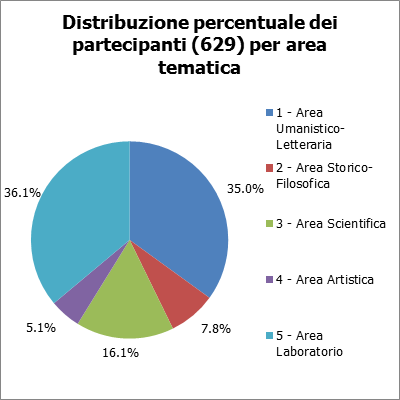 Distribuzione percentuale dei
partecipanti (629) per area
tematica
1 - Area
Umanistico-
Letteraria
2 - Area Storico-
Filosofica
3 - Area Scientifica
4 - Area Artistica
5 - Area
Laboratorio
35.0%
7.8%
16.1%
5.1%
36.1%